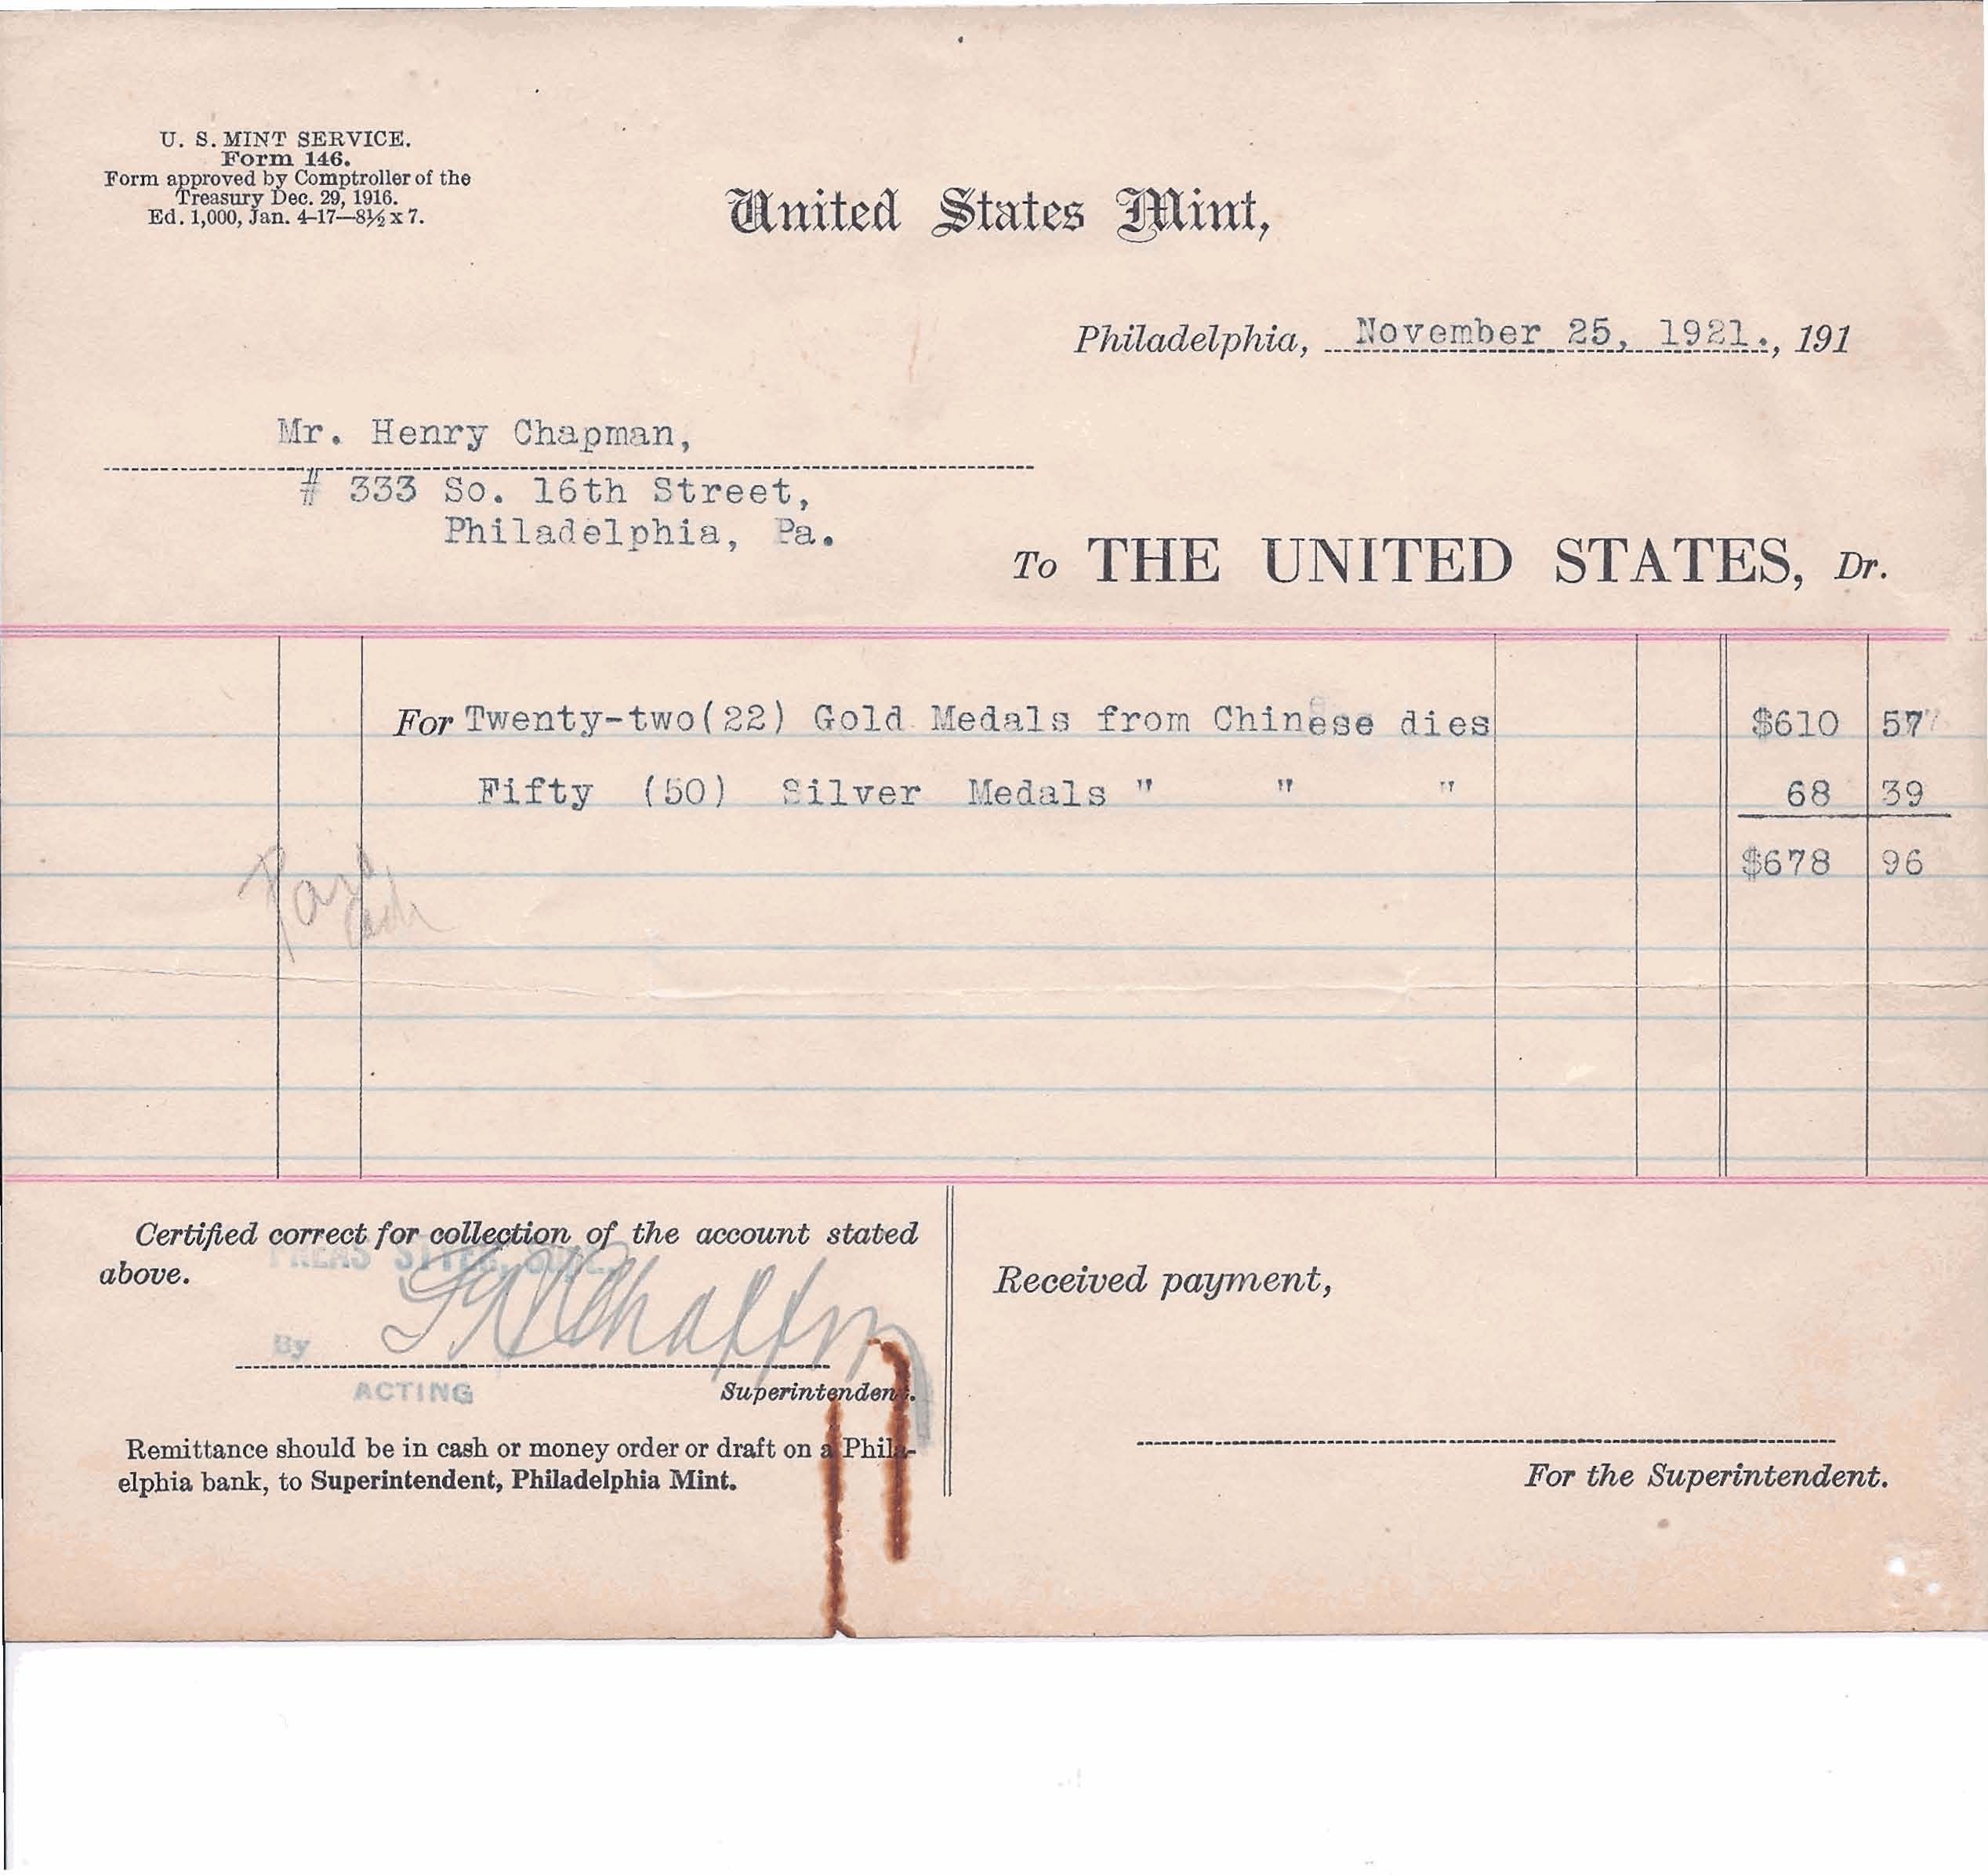 U. S. MINT SERVICE.
Form 146.
Form approved by Comptroller of the
Treasury Dec. 29, 1916.
Ed. 1,000, Jan. 4-17—8½ x 7.
United States Mint,
Philadelphia, November 25, 1921., 191
Mr. Henry Chapman,
# 333 So. 16th Street,
Philadelphia, Pa.
To THE UNITED STATES, Dr.
For Twenty-two(22) Gold Medals from Chinese dies $610 57
Fifty (50) Silver Medals " " " 68 39
$678 96
Paid
Cash
Certified correct for collection of the account stated
above.
By
ACTING Superintendent.
Remittance should be in cash or money order or draft on a Phila-
elphia bank, to Superintendent, Philadelphia Mint.
Received payment,
For the Superintendent.